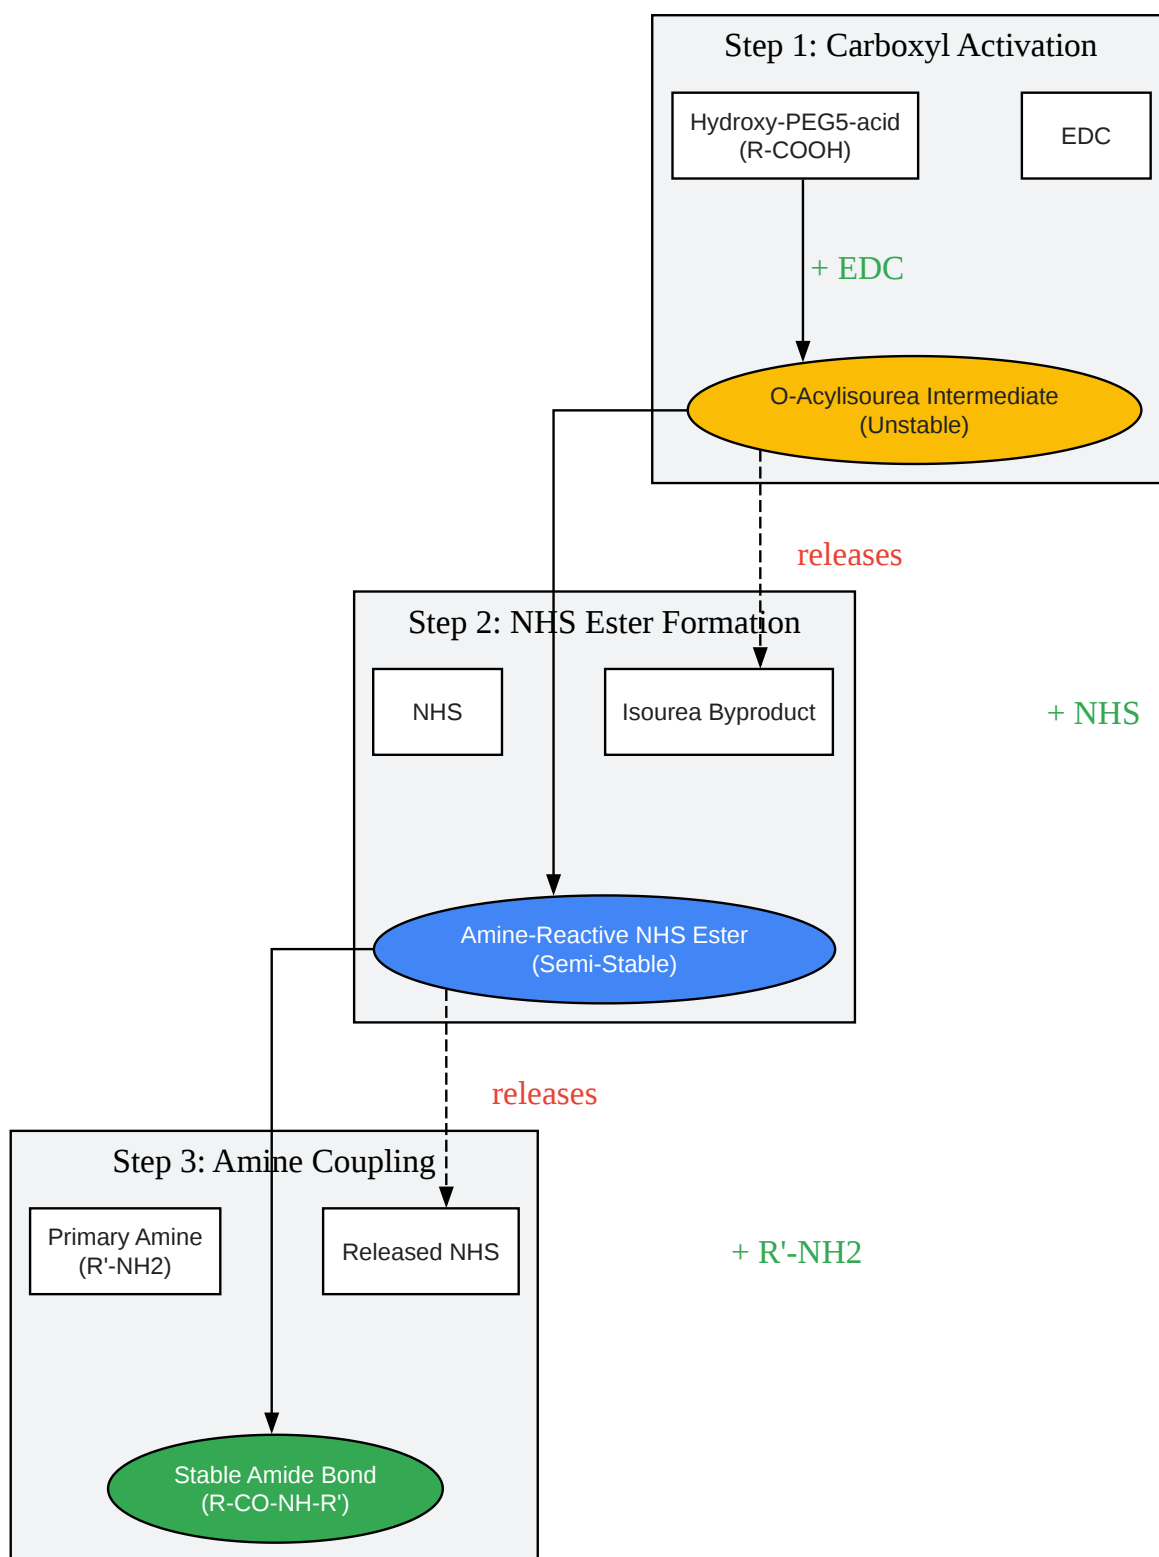 Step 1: Carboxyl Activation
Hydroxy-PEG5-acid
(R-COOH)
EDC
+ EDC
O-Acylisourea Intermediate
(Unstable)
releases
Step 2: NHS Ester Formation
NHS
Isourea Byproduct
+ NHS
Amine-Reactive NHS Ester
(Semi-Stable)
releases
Step 3: Amine Coupling
Primary Amine
(R'-NH2)
Released NHS
+ R'-NH2
Stable Amide Bond
(R-CO-NH-R')